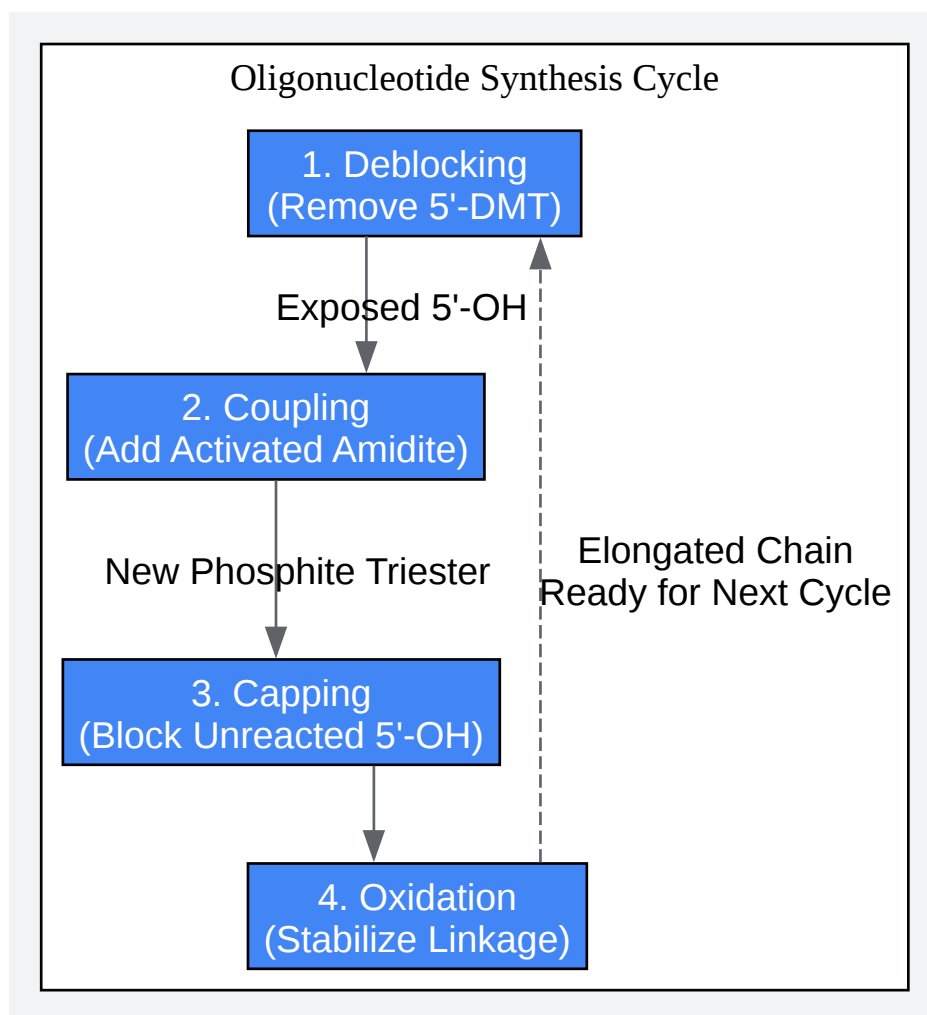 Oligonucleotide Synthesis Cycle
1. Deblocking
(Remove 5'-DMT)
Exposed 5'-OH
2. Coupling
(Add Activated Amidite)
New Phosphite Triester
Elongated Chain
Ready for Next Cycle
3. Capping
(Block Unreacted 5'-OH)
4. Oxidation
(Stabilize Linkage)